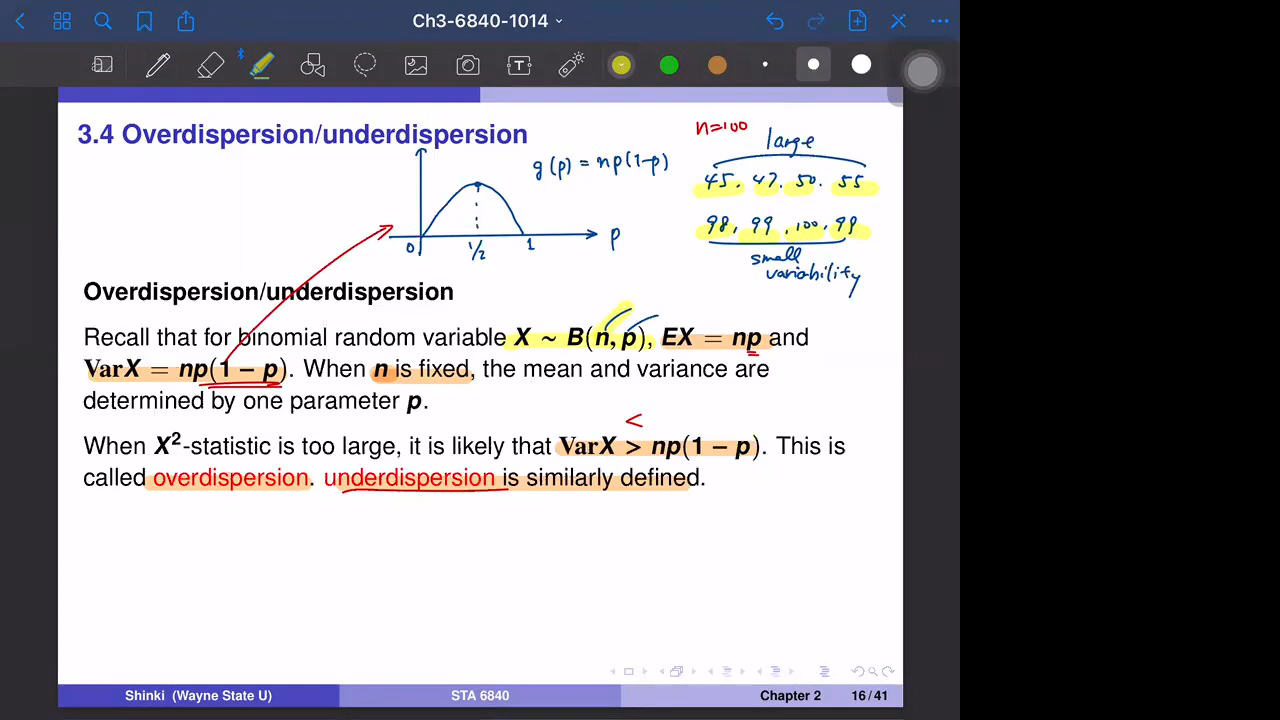 Ch3-6840-1014
3.4 Overdispersion/underdispersion
n=100
large
g(p) = np(1-p)
45, 47, 50. 55
98, 99, 100, 99
small
variability
0 1/2 1 p
Overdispersion/underdispersion
Recall that for binomial random variable X ~ B(n, p), EX = np and
VarX = np(1 − p). When n is fixed, the mean and variance are
determined by one parameter p.
<
When X²-statistic is too large, it is likely that VarX > np(1 − p). This is
called overdispersion. underdispersion is similarly defined.
Shinki (Wayne State U) STA 6840 Chapter 2 16 / 41